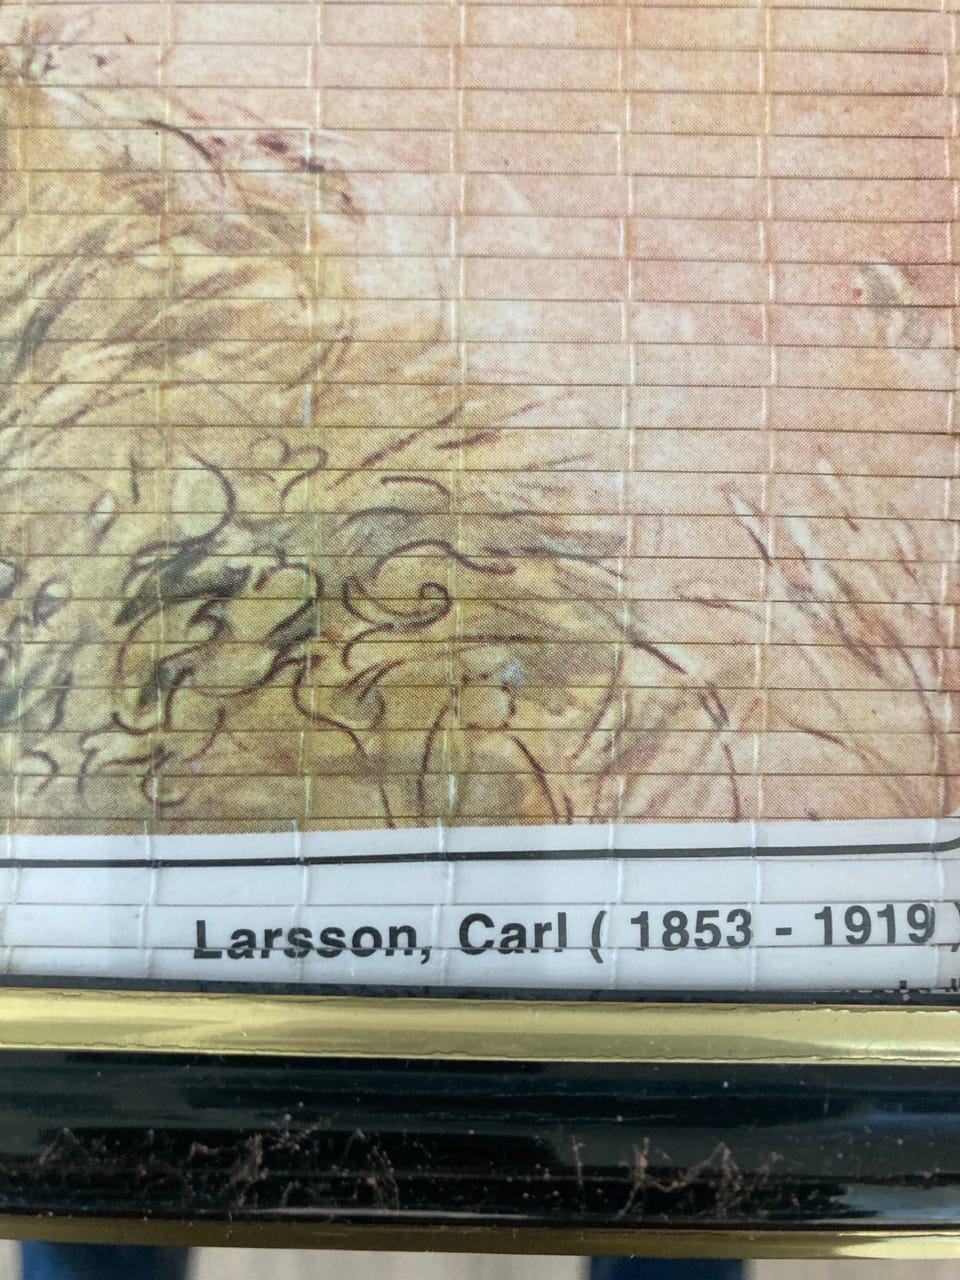 Larsson, Carl ( 1853 - 1919 )